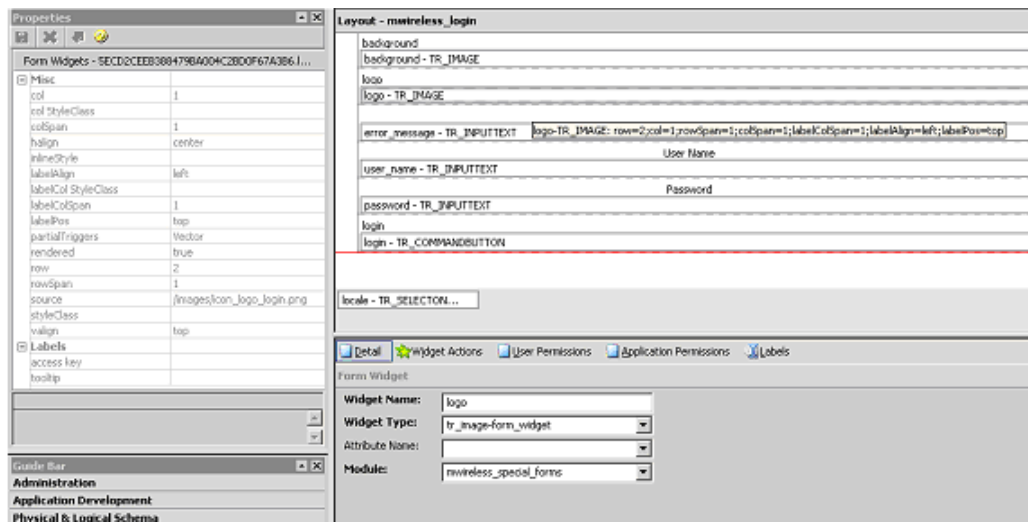 Properties
Form Widgets - 5ECD2CEEB388479BA004C2BD0F67A3B6.l...
Misc
col 1
col StyleClass
colSpan 1
halign center
inlineStyle
labelAlign left
labelCol StyleClass
labelColSpan 1
labelPos top
partialTriggers Vector
rendered true
row 2
rowSpan 1
source /images/icon_logo_login.png
styleClass
valign top
Labels
access key
tooltip
Guide Bar
Administration
Application Development
Physical & Logical Schema
Layout - mwireless_login
background
background - TR_IMAGE
logo
logo - TR_IMAGE
error_message - TR_INPUTTEXT
logo-TR_IMAGE: row=2;col=1;rowSpan=1;colSpan=1;labelColSpan=1;labelAlign=left;labelPos=top
User Name
user_name - TR_INPUTTEXT
Password
password - TR_INPUTTEXT
login
login - TR_COMMANDBUTTON
locale - TR_SELECTON...
Detail Widget Actions User Permissions Application Permissions Labels
Form Widget
Widget Name: logo
Widget Type: tr_image-form_widget
Attribute Name:
Module: mwireless_special_forms